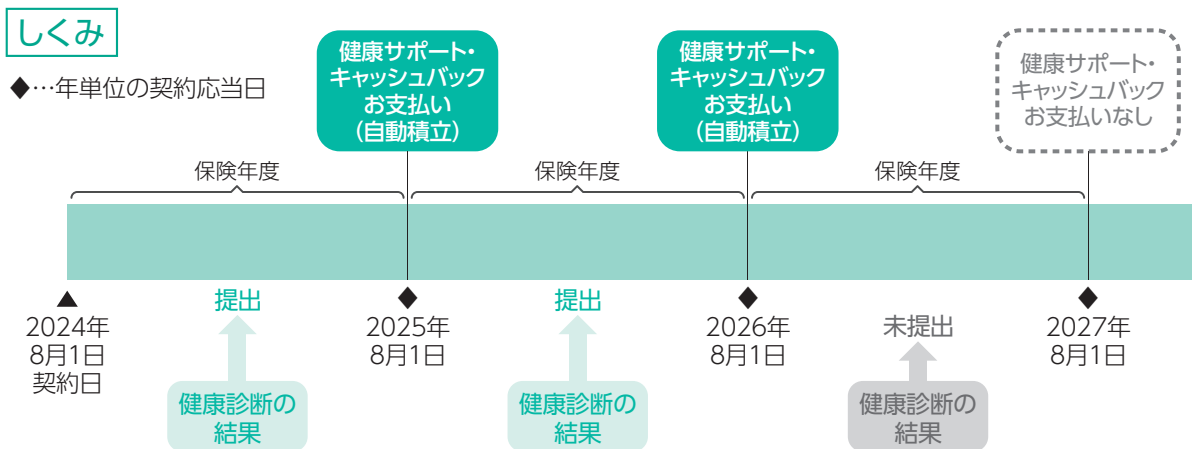 しくみ
◆…年単位の契約応当日
健康サポート・
キャッシュバック
お支払い
（自動積立）
健康サポート・
キャッシュバック
お支払い
（自動積立）
健康サポート・
キャッシュバック
お支払いなし
保険年度
保険年度
保険年度
2024年
8月1日
契約日
提出
健康診断の
結果
2025年
8月1日
提出
健康診断の
結果
2026年
8月1日
未提出
健康診断の
結果
2027年
8月1日